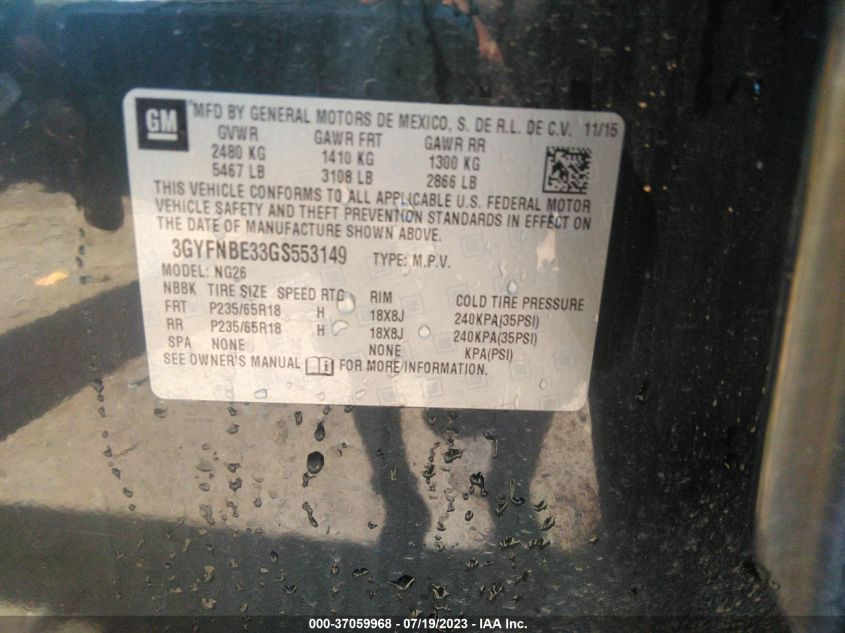 GM
MFD BY GENERAL MOTORS DE MEXICO, S. DE R.L. DE C.V. 11/15
GVWR GAWR FRT GAWR RR
2480 KG 1410 KG 1300 KG
5467 LB 3108 LB 2866 LB
THIS VEHICLE CONFORMS TO ALL APPLICABLE U.S. FEDERAL MOTOR
VEHICLE SAFETY AND THEFT PREVENTION STANDARDS IN EFFECT ON
THE DATE OF MANUFACTURE SHOWN ABOVE.
3GYFNBE33GS553149 TYPE: M.P.V.
MODEL: NG26
NBBK TIRE SIZE SPEED RTG RIM COLD TIRE PRESSURE
FRT P235/65R18 H 18X8J 240KPA(35PSI)
RR P235/65R18 H 18X8J 240KPA(35PSI)
SPA NONE NONE KPA(PSI)
SEE OWNER'S MANUAL FOR MORE INFORMATION.
000-37059968 - 07/19/2023 - IAA Inc.